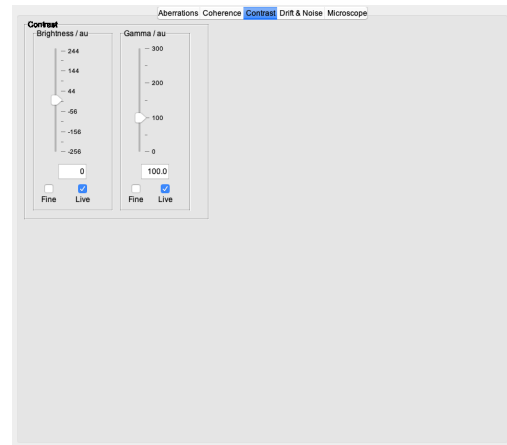 Aberrations Coherence Contrast Drift & Noise Microscope
Contrast
Brightness / au
244
144
44
-56
-156
-256
0
Fine Live
Gamma / au
300
200
100
0
100.0
Fine Live